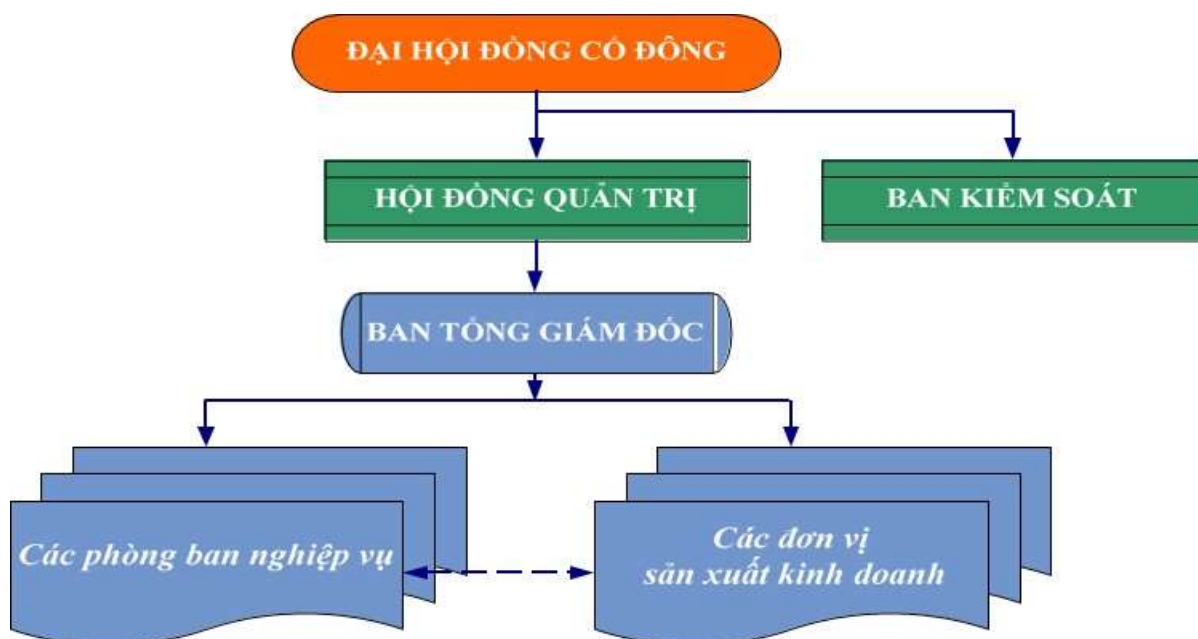 ĐẠI HỘI ĐỒNG CỔ ĐÔNG
HỘI ĐỒNG QUẢN TRỊ
BAN KIỂM SOÁT
BAN TỔNG GIÁM ĐỐC
Các phòng ban nghiệp vụ
Các đơn vị
sản xuất kinh doanh